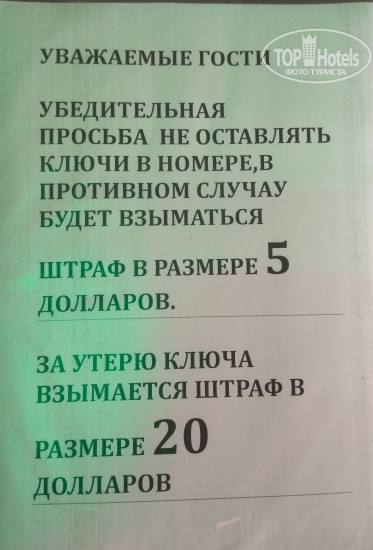 TOP Hotels
ФОТО ТУРИСТА
УВАЖАЕМЫЕ ГОСТИ
УБЕДИТЕЛЬНАЯ
ПРОСЬБА НЕ ОСТАВЛЯТЬ
КЛЮЧИ В НОМЕРЕ,В
ПРОТИВНОМ СЛУЧАУ
БУДЕТ ВЗЫМАТЬСЯ
ШТРАФ В РАЗМЕРЕ 5
ДОЛЛАРОВ.
ЗА УТЕРЮ КЛЮЧА
ВЗЫМАЕТСЯ ШТРАФ В
РАЗМЕРЕ 20
ДОЛЛАРОВ